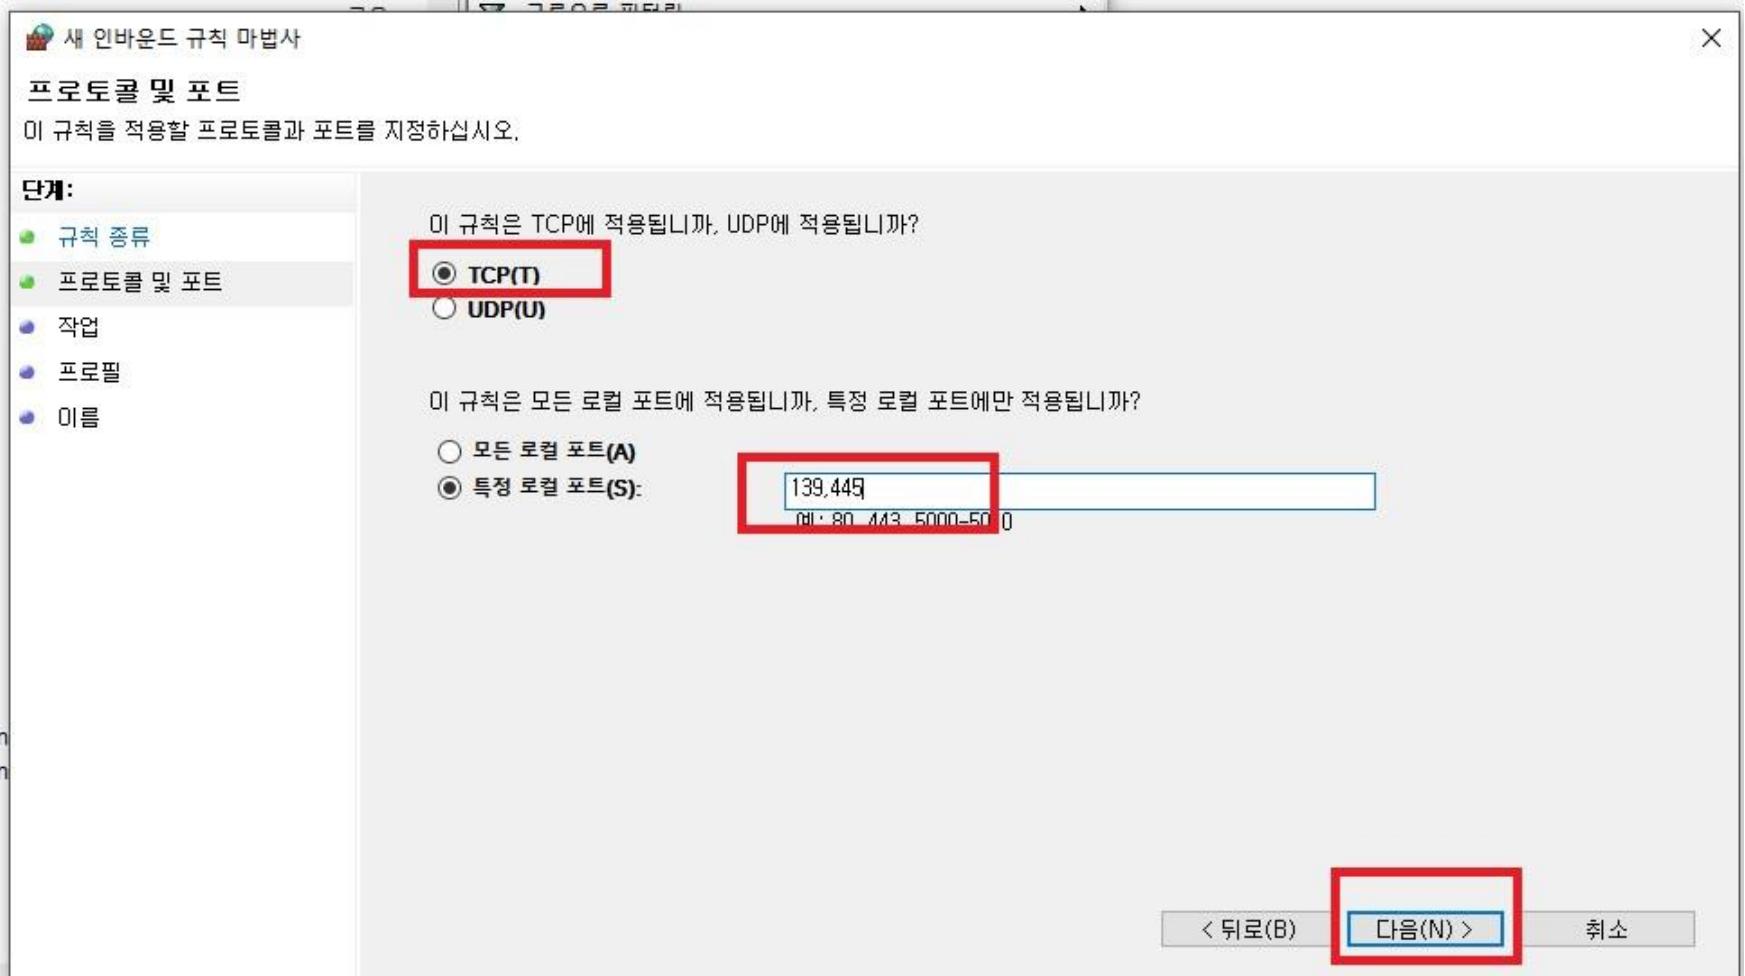 새 인바운드 규칙 마법사
프로토콜 및 포트
이 규칙을 적용할 프로토콜과 포트를 지정하십시오.
단계:
규칙 종류
프로토콜 및 포트
작업
프로필
이름
이 규칙은 TCP에 적용됩니까, UDP에 적용됩니까?
TCP(T)
UDP(U)
이 규칙은 모든 로컬 포트에 적용됩니까, 특정 로컬 포트에만 적용됩니까?
모든 로컬 포트(A)
특정 로컬 포트(S):
139,445
예: 80, 443, 5000-5010
< 뒤로(B)
다음(N) >
취소